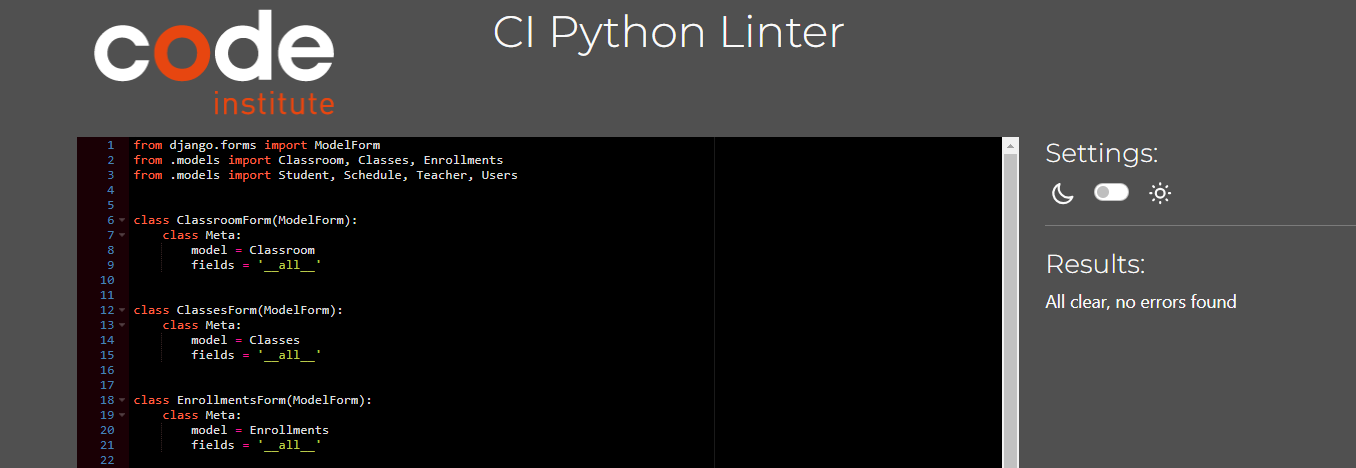 code
institute
CI Python Linter
1 from django.forms import ModelForm
2 from .models import Classroom, Classes, Enrollments
3 from .models import Student, Schedule, Teacher, Users
4
5
6 class ClassroomForm(ModelForm):
7     class Meta:
8         model = Classroom
9         fields = '__all__'
10
11
12 class ClassesForm(ModelForm):
13     class Meta:
14         model = Classes
15         fields = '__all__'
16
17
18 class EnrollmentsForm(ModelForm):
19     class Meta:
20         model = Enrollments
21         fields = '__all__'
22
Settings:
Results:
All clear, no errors found